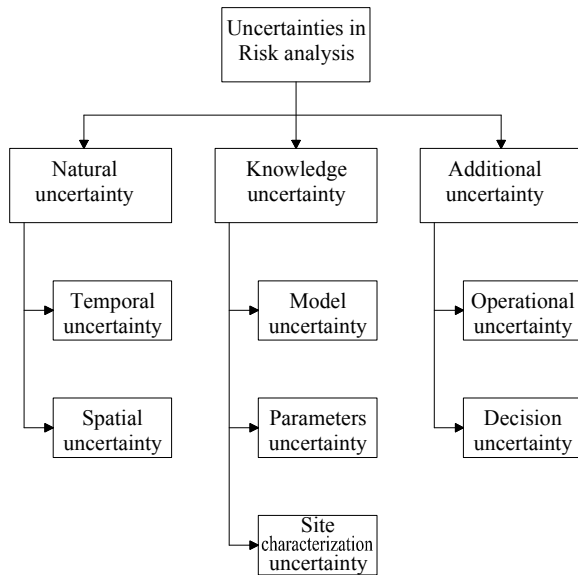 Uncertainties in
Risk analysis
Natural
uncertainty
Knowledge
uncertainty
Additional
uncertainty
Temporal
uncertainty
Model
uncertainty
Operational
uncertainty
Spatial
uncertainty
Parameters
uncertainty
Decision
uncertainty
Site
characterization
uncertainty